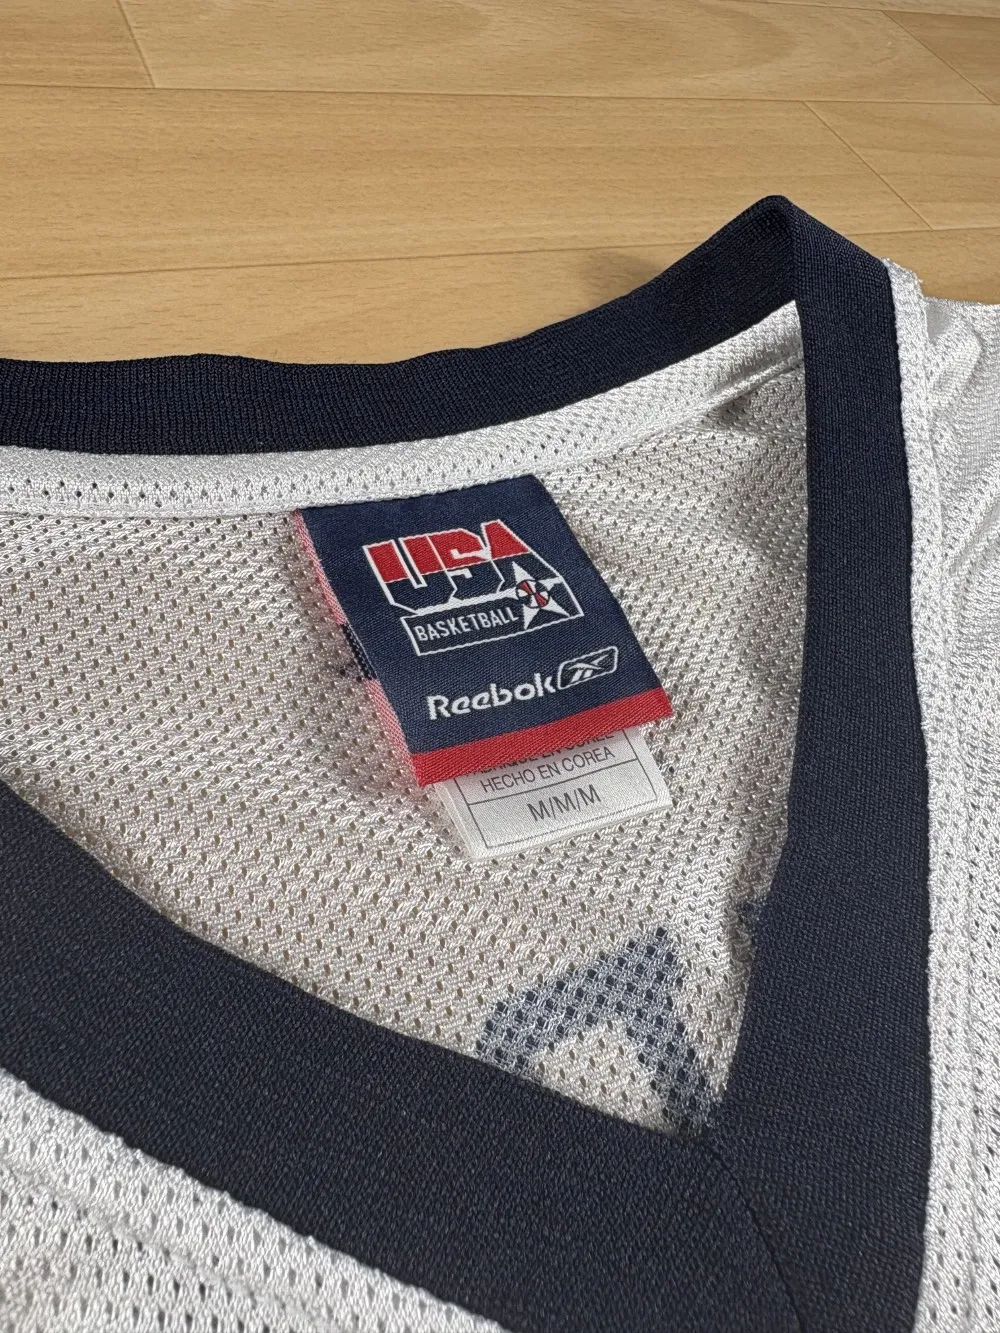 USA
BASKETBALL
Reebok
HECHO EN COREA
M/M/M